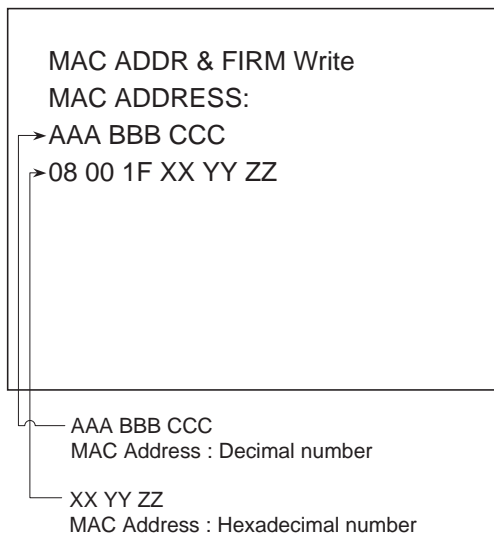 MAC ADDR & FIRM Write
MAC ADDRESS:
AAA BBB CCC
08 00 1F XX YY ZZ
AAA BBB CCC
MAC Address : Decimal number
XX YY ZZ
MAC Address : Hexadecimal number